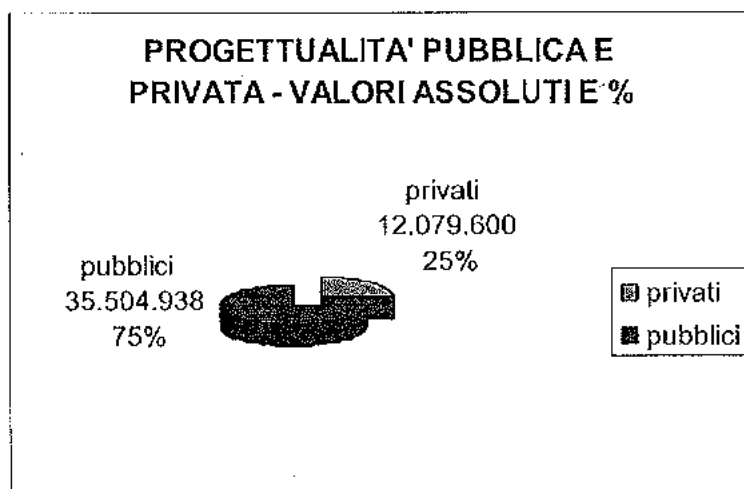 PROGETTUALITA' PUBBLICA E
PRIVATA - VALORI ASSOLUTI E %
privati
12.079.600
25%
pubblici
35.504.938
75%
privati
pubblici